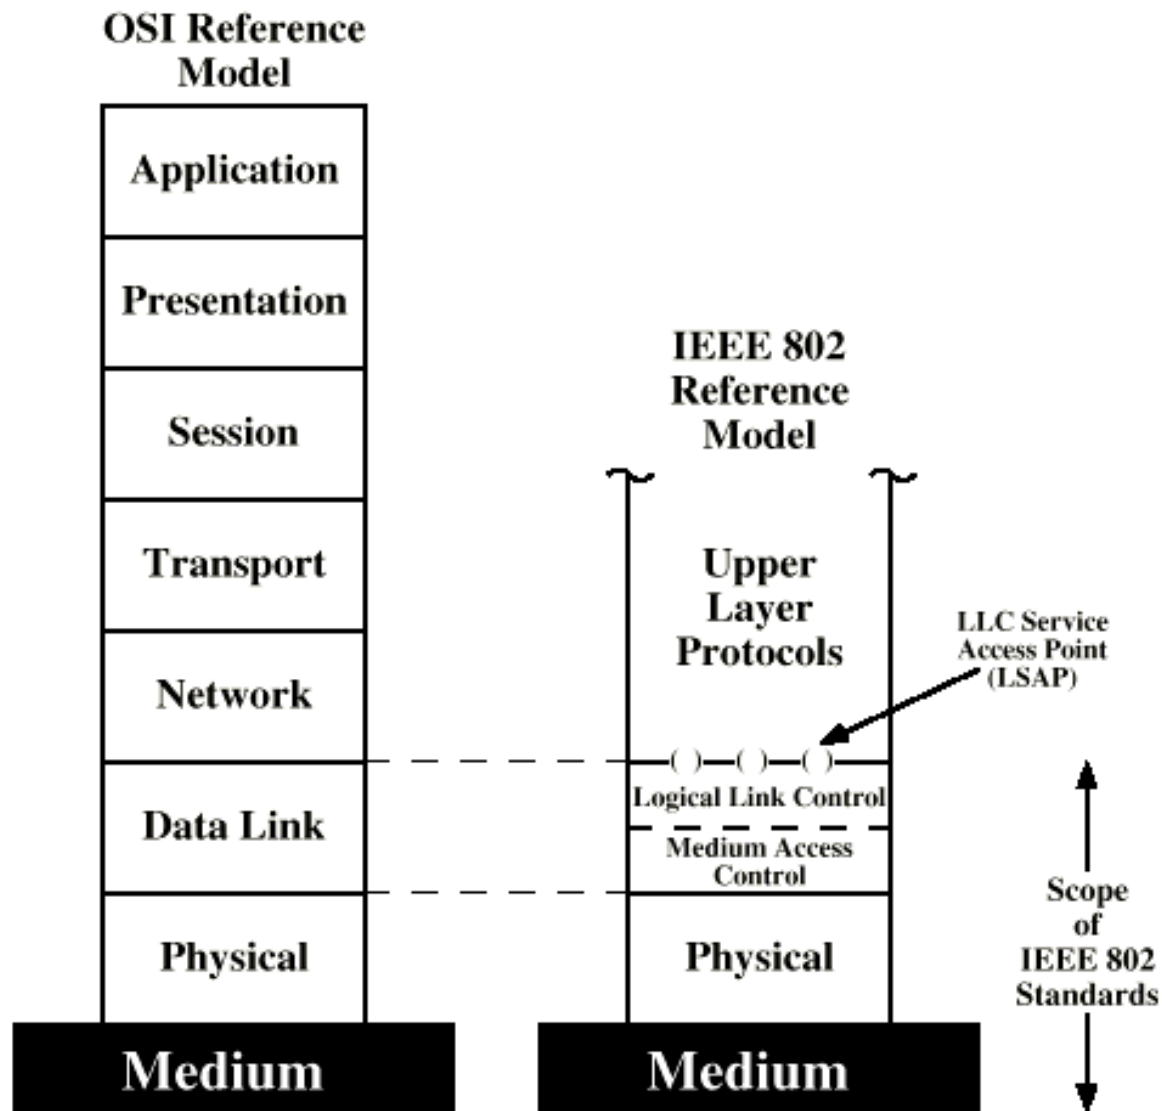 OSI Reference
Model
Application
Presentation
Session
Transport
Network
Data Link
Physical
Medium
IEEE 802
Reference
Model
Upper
Layer
Protocols
LLC Service
Access Point
(LSAP)
Logical Link Control
Medium Access
Control
Physical
Medium
Scope
of
IEEE 802
Standards